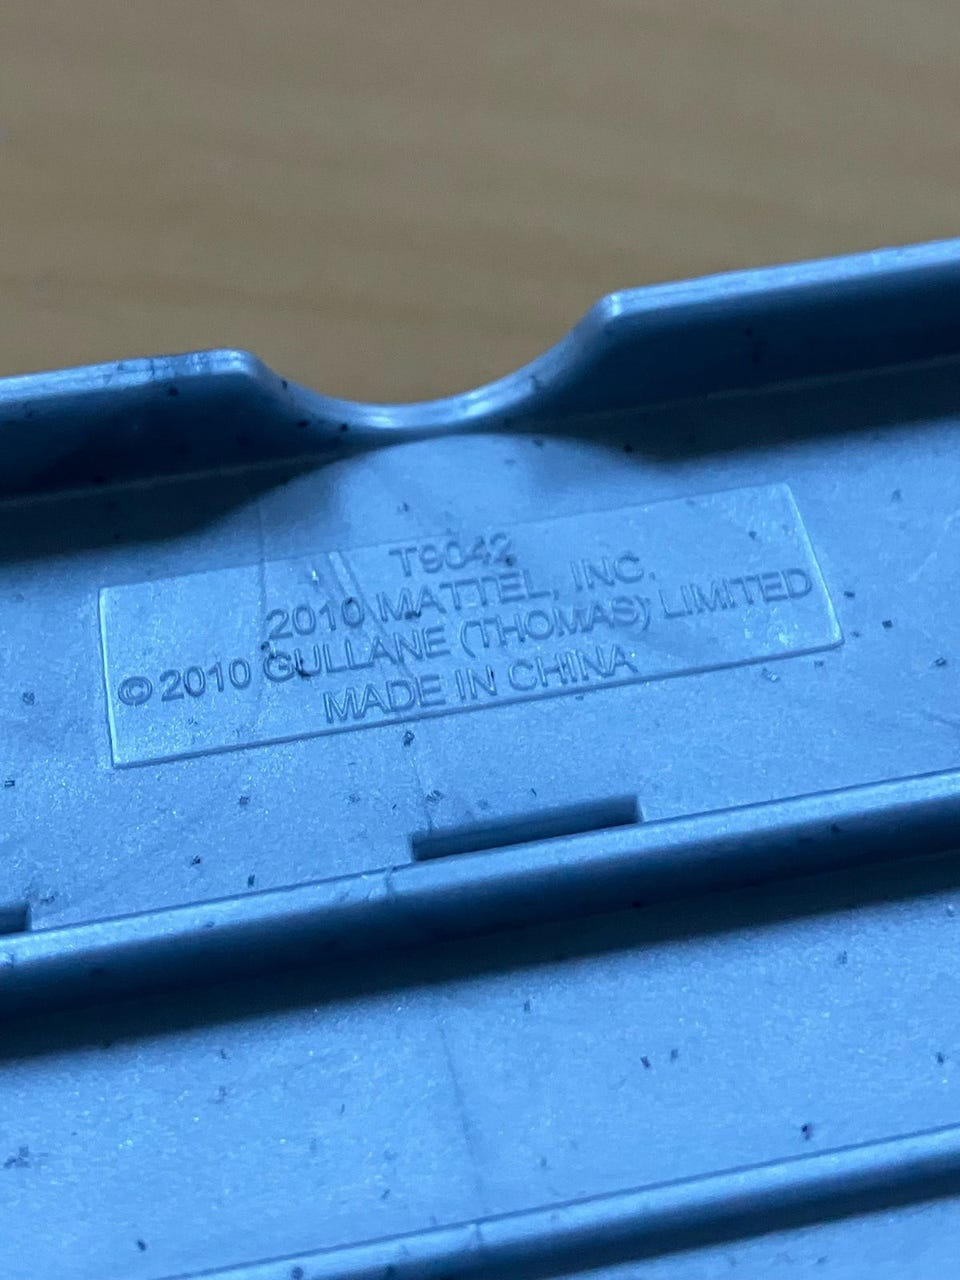 T9042
2010 MATTEL, INC.
©2010 GULLANE (THOMAS) LIMITED
MADE IN CHINA